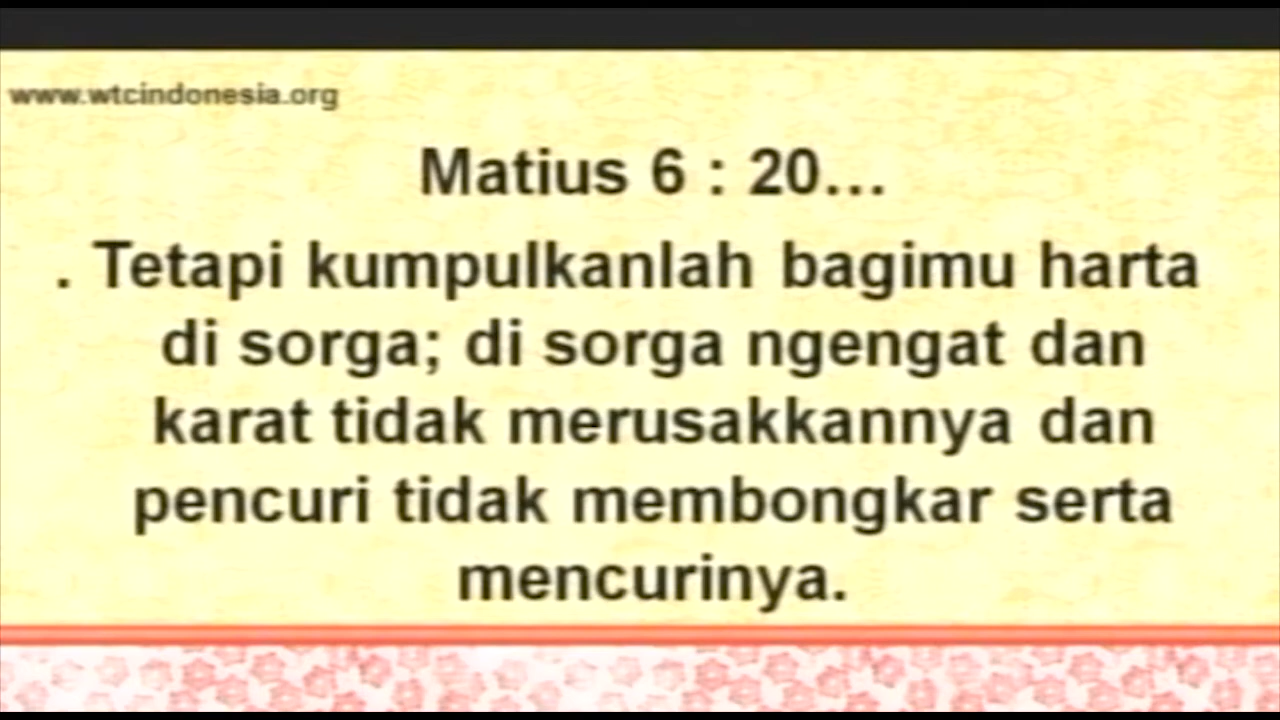 www.wtcindonesia.org
Matius 6 : 20...
. Tetapi kumpulkanlah bagimu harta
di sorga; di sorga ngengat dan
karat tidak merusakkannya dan
pencuri tidak membongkar serta
mencurinya.